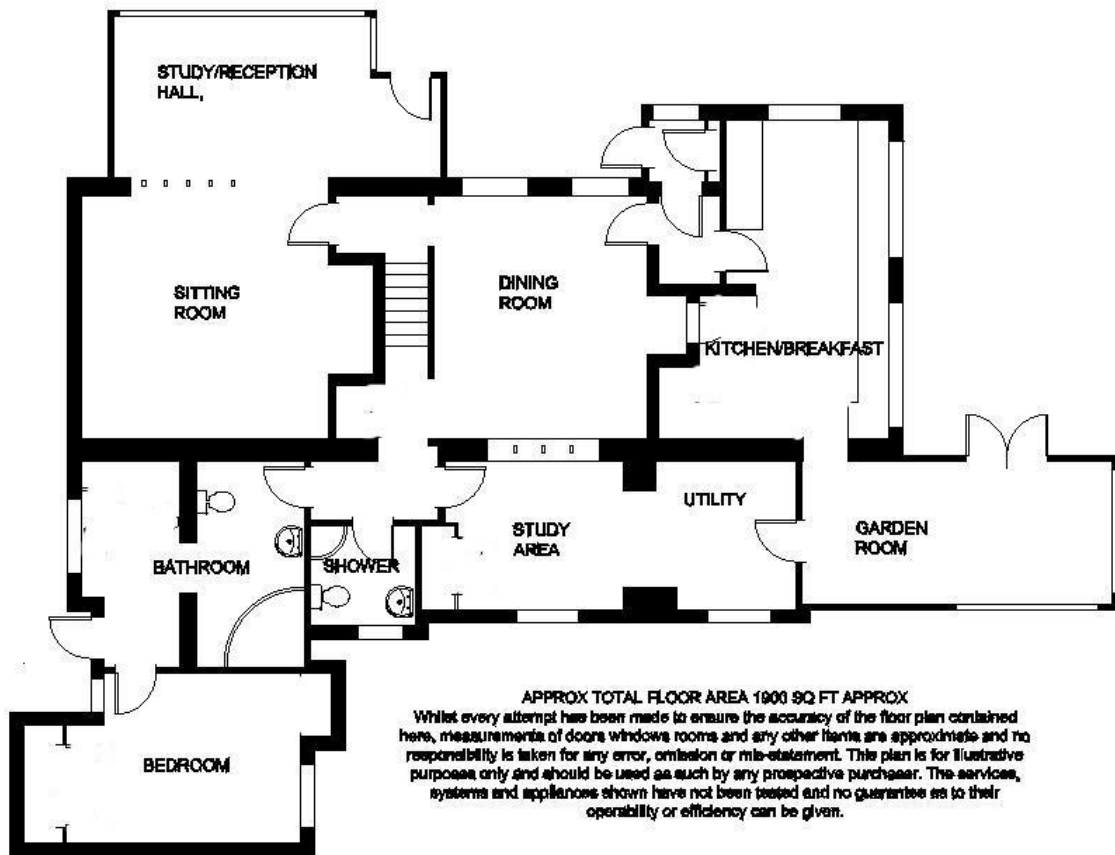 STUDY/RECEPTION
HALL,
SITTING
ROOM
DINING
ROOM
KITCHEN/BREAKFAST
UTILITY
STUDY
AREA
GARDEN
ROOM
BATHROOM
SHOWER
BEDROOM
APPROX TOTAL FLOOR AREA 1900 SQ FT APPROX
Whilst every attempt has been made to ensure the accuracy of the floor plan contained
here, measurements of doors windows rooms and any other items are approximate and no
responsibility is taken for any error, omission or mis-statement. This plan is for illustrative
purposes only and should be used as such by any prospective purchaser. The services,
systems and appliances shown have not been tested and no guarantee as to their
operability or efficiency can be given.